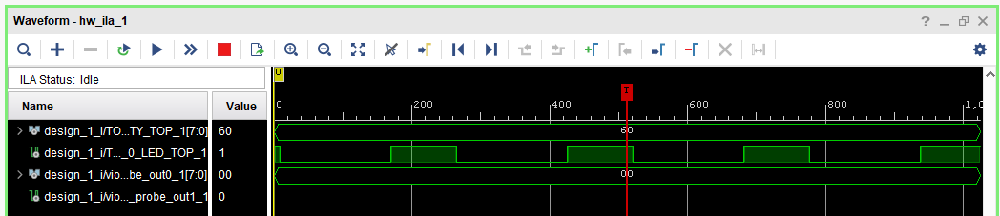 Waveform - hw_ila_1
? _
ILA Status: Idle
Name Value
0
T
0 200 400 600 800 1,0
design_1_i/TO...TY_TOP_1[7:0] 60 60
design_1_i/T..._0_LED_TOP_1 1
design_1_i/vio...be_out0_1[7:0] 00 00
design_1_i/vio..._probe_out1_1 0